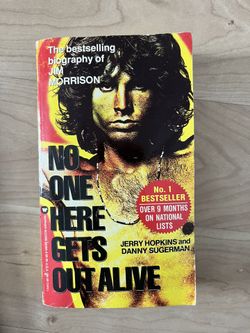 The bestselling
biography of
JIM
MORRISON
NO
ONE
HERE
GETS
OUT ALIVE
No. 1
BESTSELLER
OVER 9 MONTHS
ON NATIONAL
LISTS
JERRY HOPKINS and
DANNY SUGERMAN